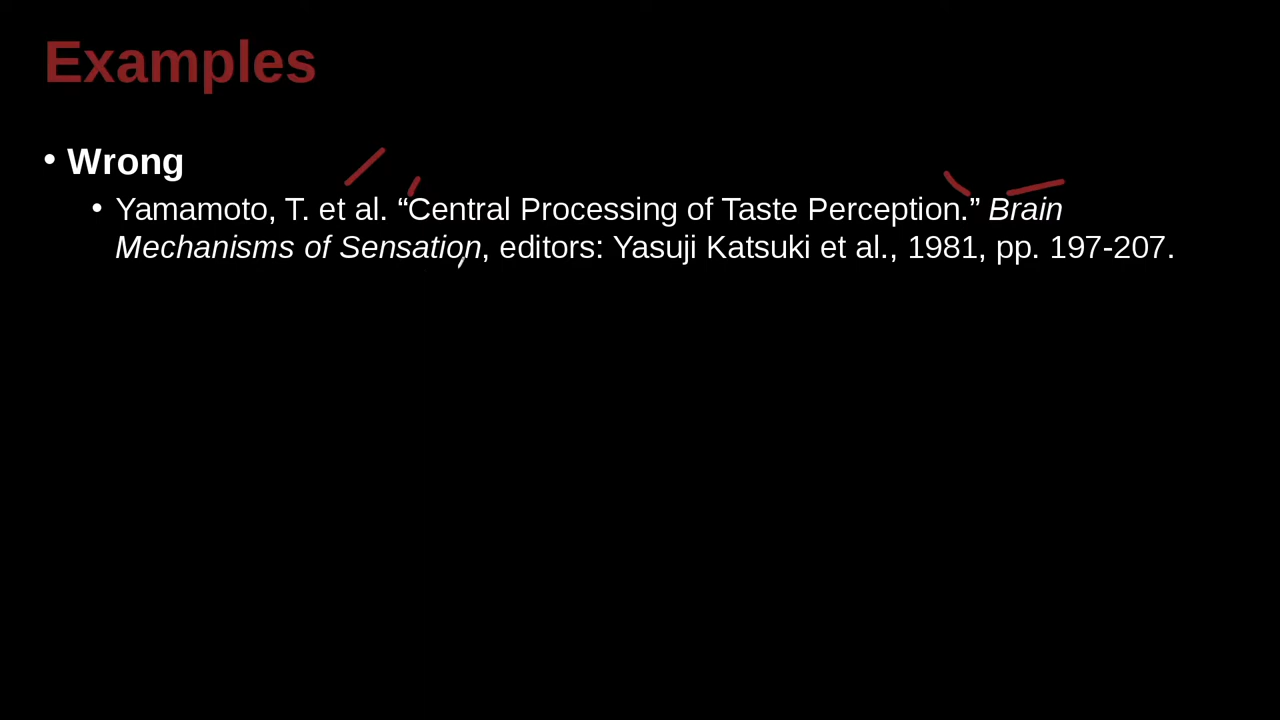 Examples
• Wrong
• Yamamoto, T. et al. “Central Processing of Taste Perception.” Brain
Mechanisms of Sensation, editors: Yasuji Katsuki et al., 1981, pp. 197-207.